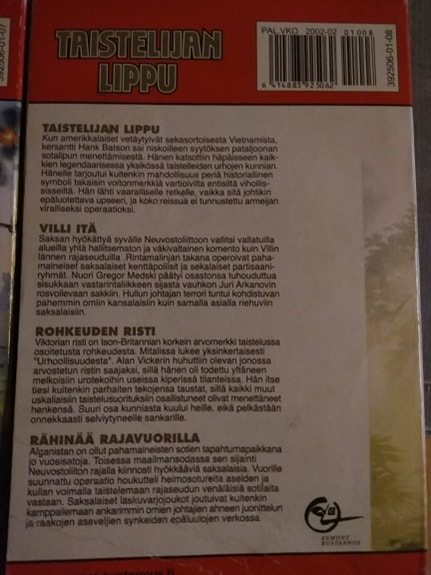 TAISTELIJAN
LIPPU
PAL.VKO 2002-02 01008
6 414883 925062
392506-01-08
392506-01-07
TAISTELIJAN LIPPU
Kun amerikkalaiset vetäytyivät sekasortoisesta Vietnamista,
kersantti Hank Batson sai niskoilleen syytöksen pataljoonan
sotalipun menettämisestä. Hänen katsottiin häpäisseen kaik-
kien legendaarisessa yksikössä taistelleiden urhojen kunnian.
Hänelle tarjoutui kuitenkin mahdollisuus periä historiallinen
symboli takaisin voitonmerkkiä vartioivilta entisiltä vihollis-
sisseiltä. Hän lähti vaaralliselle retkelle, vaikka sitä johtikin
epäluotettava upseeri, ja koko reissua ei tunnustettu armeijan
viralliseksi operaatioksi.
VILLI ITÄ
Saksan hyökättyä syvälle Neuvostoliittoon vallitsi vallatuilla
alueilla yhtä hallitsematon ja väkivaltainen komento kuin Villin
lännen rajaseuduilla. Rintamalinjan takana operoivat paha-
maineiset saksalaiset kenttäpoliisit ja sekalaiset partisaani-
ryhmät. Nuori Gregor Medski päätyi osastonsa tuhouduttua
sisukkaan vastarintaliikkeen sijasta vauhkon Juri Arkanovin
rosvoilevaan sakkiin. Hullun johtajan terrori tuntui kohdistuvan
pahemmin omiin kansalaisiin kuin samalla asialla riehuviin
saksalaisiin.
ROHKEUDEN RISTI
Viktorian risti on Ison-Britannian korkein arvomerkki taistelussa
osoitetusta rohkeudesta. Mitalissa lukee yksinkertaisesti
"Urhoollisuudesta". Alan Vickerin huhuttiin olevan jonossa
arvostetun ristin saajaksi, sillä hänen oli todettu yltäneen
melkoisiin urotekoihin useissa kiperissä tilanteissa. Hän itse
tiesi kuitenkin parhaiten tekojensa taustat, sillä kaikki muut
uskaliaisiin taistelusuorituksiin osallistuneet olivat menettäneet
henkensä. Suuri osa kunniasta kuului heille, eikä pelkästään
onnekkaasti selviytyneelle sankarille.
RÄHINÄÄ RAJAVUORILLA
Afganistan on ollut pahamaineisten sotien tapahtumapaikkana
jo vuosisatoja. Toisessa maailmansodassa sen sijainti
Neuvostoliiton rajalla kiinnosti hyökkääviä saksalaisia. Vuorille
suunnattu operaatio houkutteli heimosotureita aseiden ja
kullan voimalla taistelemaan rajaseudun venäläisiä sotilaita
vastaan. Saksalaiset laskuvarjojoukot joutuivat kuitenkin
kamppailemaan ankarimmin omien johtajien ahneen juonittelun
ja raakojen aseveljien synkeiden epäluulojen verkossa.
EGMONT
KUSTANNUS